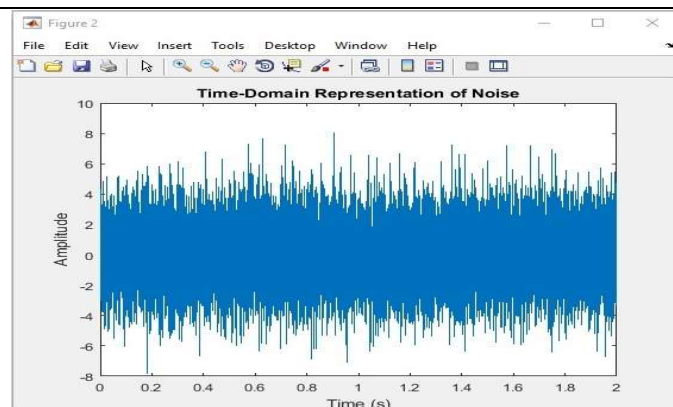 Figure 2
File Edit View Insert Tools Desktop Window Help
Time-Domain Representation of Noise
10
8
6
4
2
0
-2
-4
-6
-8
Amplitude
0 0.2 0.4 0.6 0.8 1 1.2 1.4 1.6 1.8 2
Time (s)